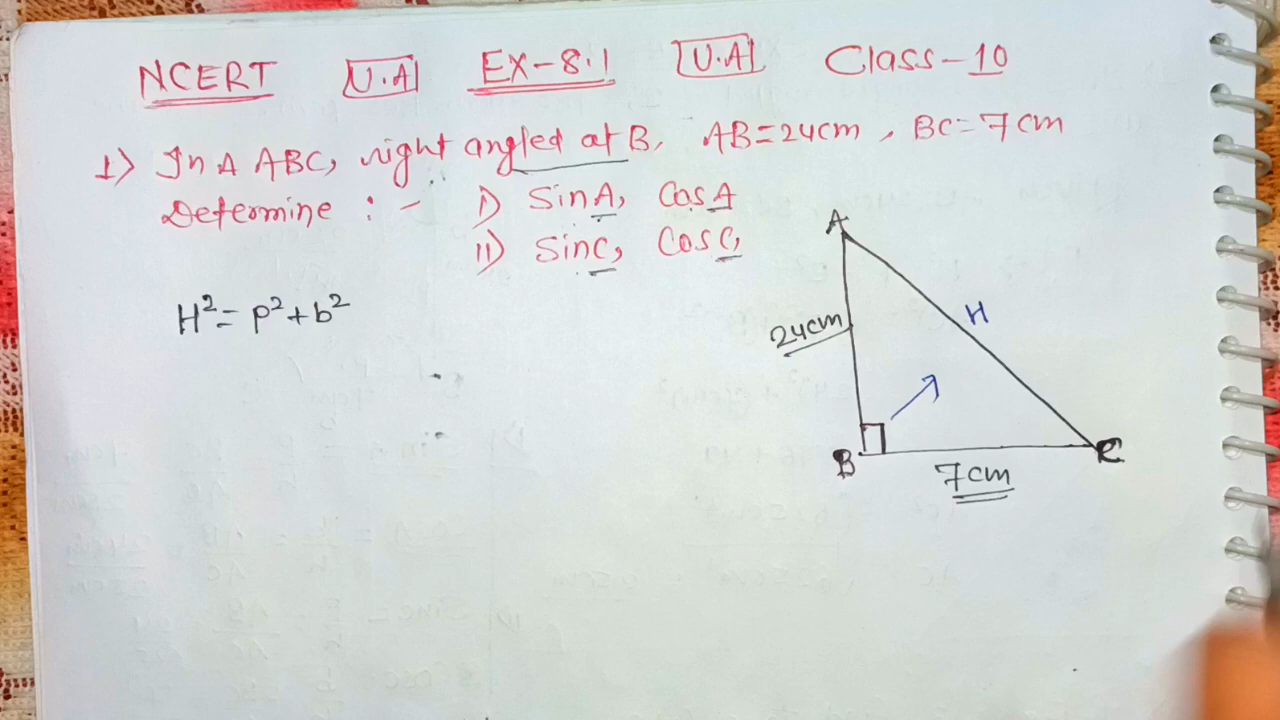 NCERT U.A Ex-8.1 U.A Class-10
1) In Δ ABC, right angled at B, AB=24cm, BC=7cm
Determine :- I) SinA, CosA
II) SinC, CosC,
H²=p²+b²
A
H
24cm
B
C
7cm